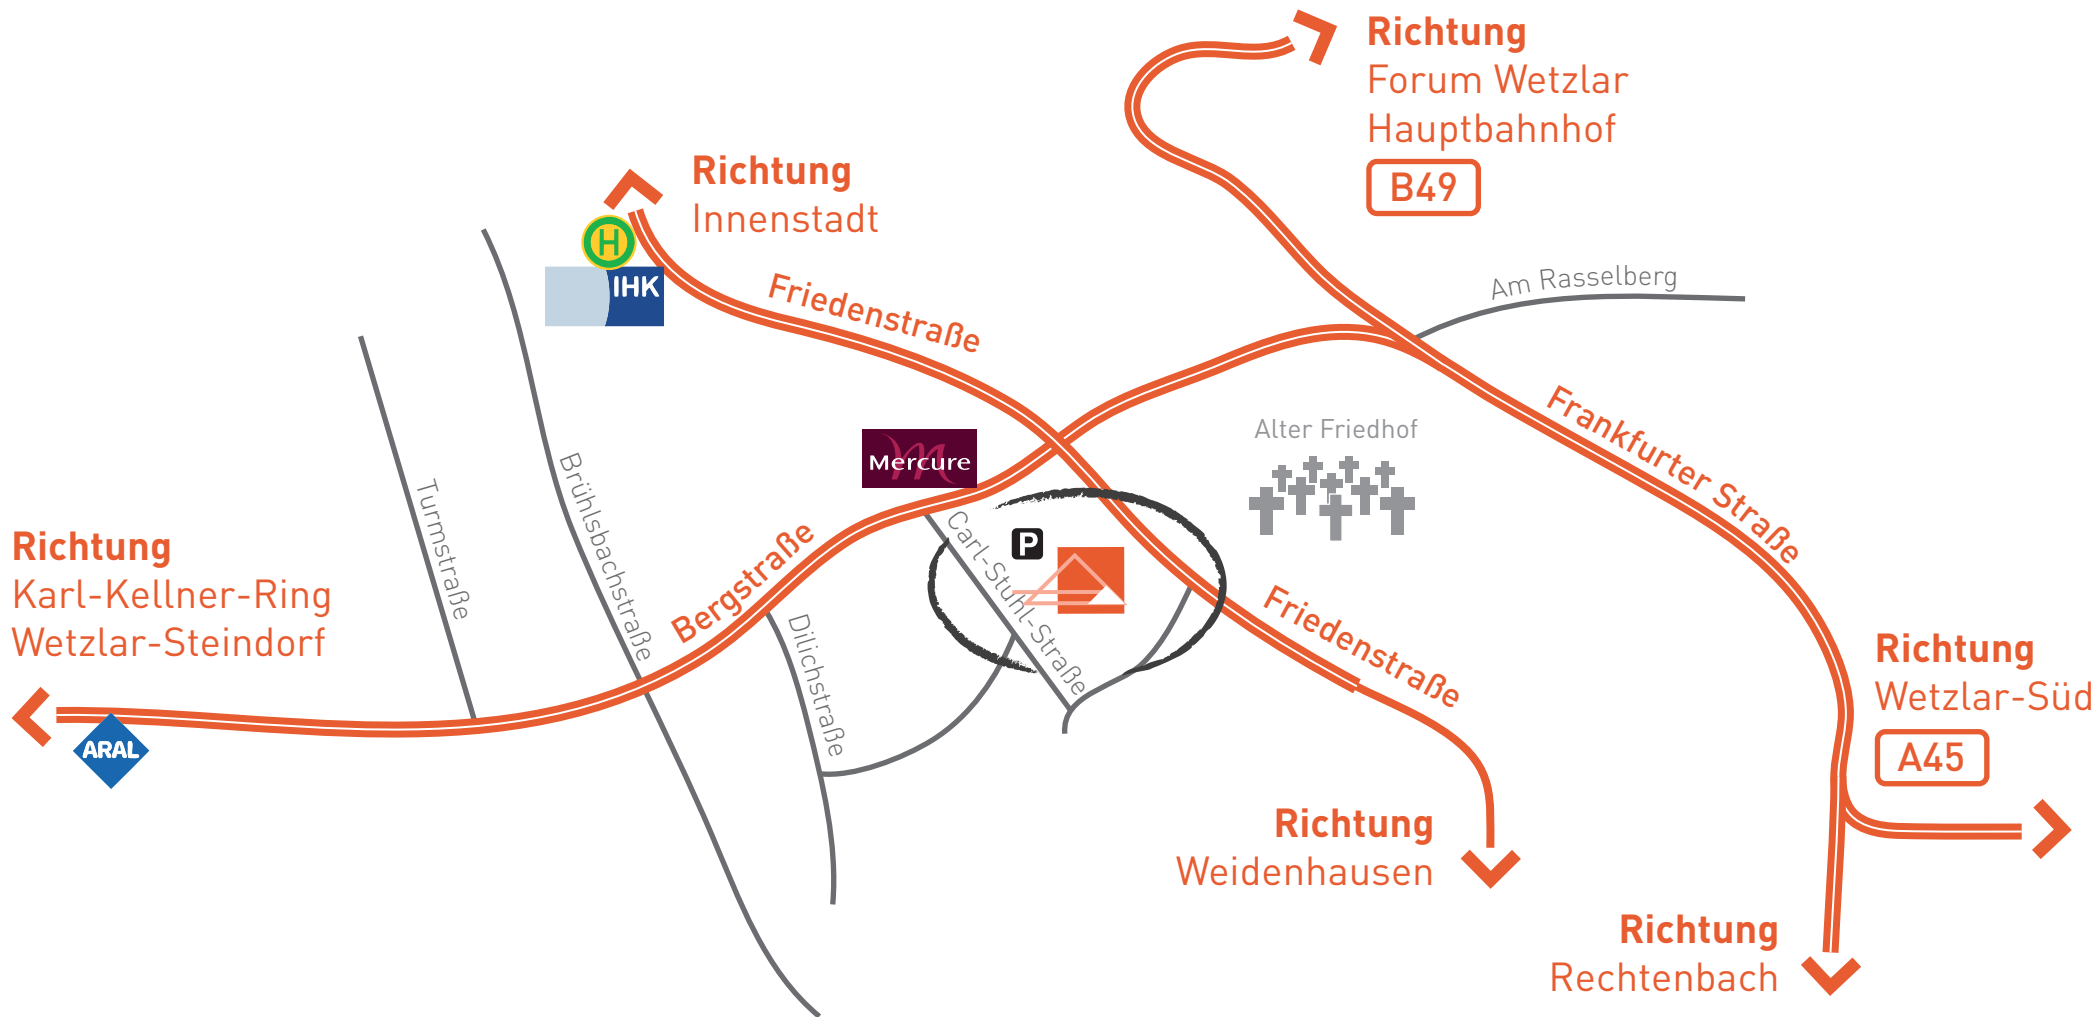 Richtung
Forum Wetzlar
Hauptbahnhof
B49
Richtung
Innenstadt
H
IHK
Friedenstraße
Am Rasselberg
Frankfurter Straße
Alter Friedhof
Mercure
Turmstraße
Brühlsbachstraße
Bergstraße
Carl-Stuhl-Straße
P
Richtung
Karl-Kellner-Ring
Wetzlar-Steindorf
ARAL
Dilichstraße
Friedenstraße
Richtung
Wetzlar-Süd
A45
Richtung
Weidenhausen
Richtung
Rechtenbach